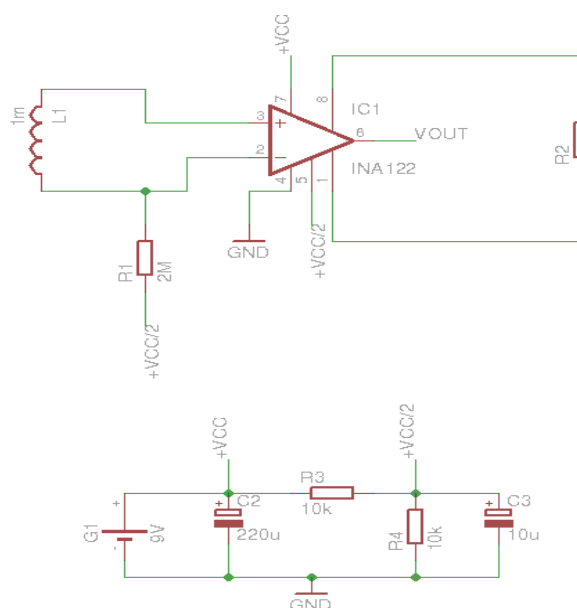 +VCC
1m
L1
3
7
8
IC1
+
6
VOUT
2
-
INA122
4
5
1
R2
GND
+VCC/2
R1
2M
+VCC/2
+VCC
+VCC/2
R3
+
C2
+
C3
+
G1
-
9V
220u
10k
R4
10k
10u
GND